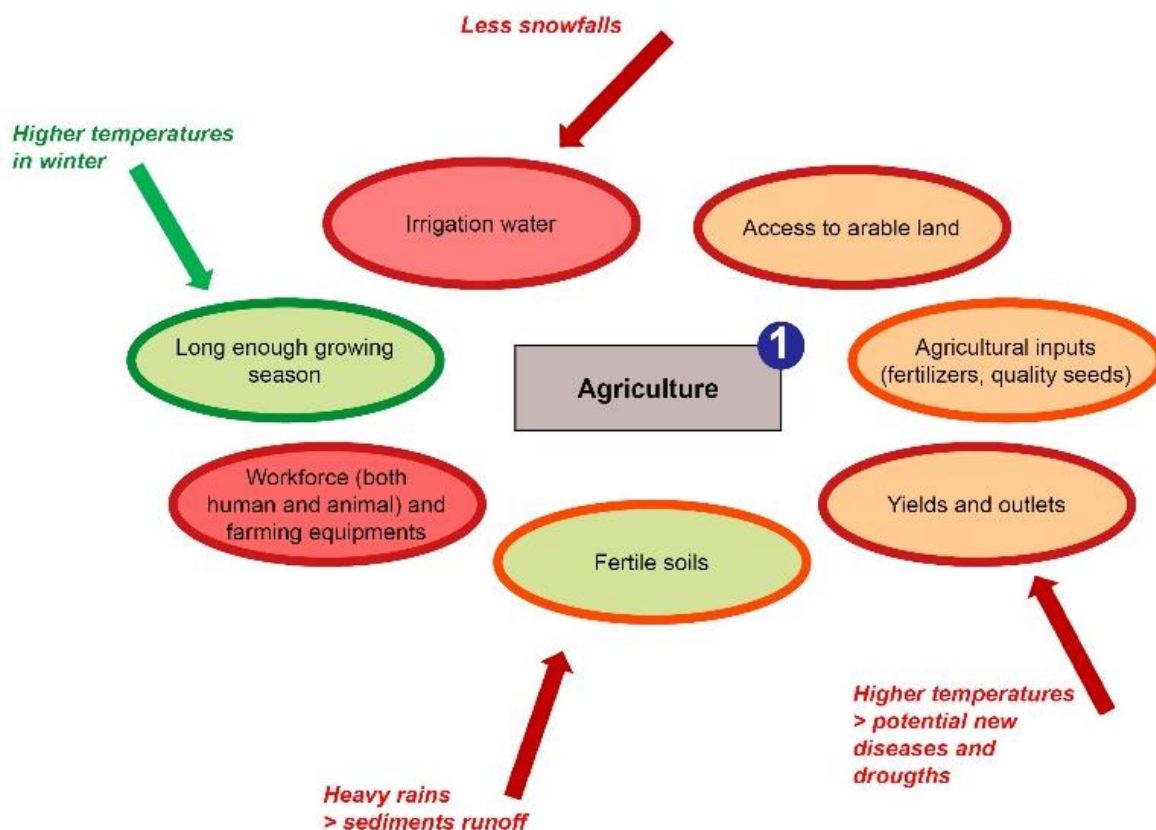 Less snowfalls
Higher temperatures
in winter
Irrigation water
Access to arable land
Long enough growing
season
1
Agriculture
Agricultural inputs
(fertilizers, quality seeds)
Workforce (both
human and animal) and
farming equipments
Yields and outlets
Fertile soils
Higher temperatures
> potential new
diseases and
drougths
Heavy rains
> sediments runoff